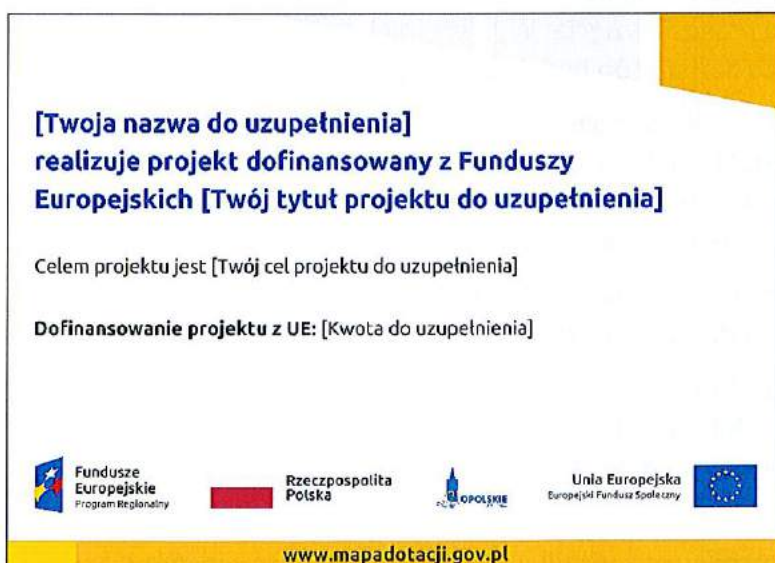 [Twoja nazwa do uzupełnienia]
realizuje projekt dofinansowany z Funduszy
Europejskich [Twój tytuł projektu do uzupełnienia]
Celem projektu jest [Twój cel projektu do uzupełnienia]
Dofinansowanie projektu z UE: [Kwota do uzupełnienia]
Fundusze
Europejskie
Program Regionalny
Rzeczpospolita
Polska
OPOLSKIE
Unia Europejska
Europejski Fundusz Społeczny
www.mapadotacji.gov.pl